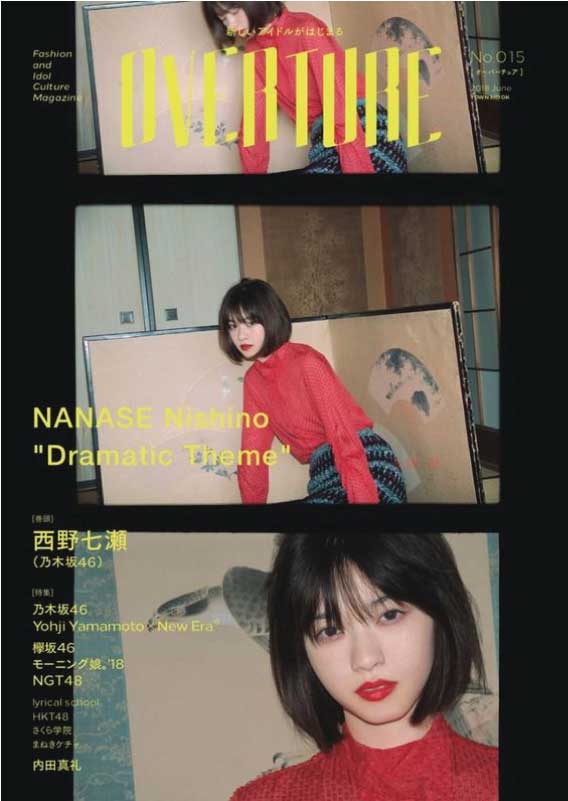 新しいアイドルがはじまる
OVERTURE
Fashion
and
Idol
Culture
Magazine
No.015
[オーバーチュア]
2018 June
TOWN MOOK
NANASE Nishino
"Dramatic Theme"
[巻頭]
西野七瀬
(乃木坂46)
[特集]
乃木坂46
Yohji Yamamoto × New Era®
欅坂46
モーニング娘。'18
NGT48
lyrical school
HKT48
さくら学院
まねきケチャ
内田真礼